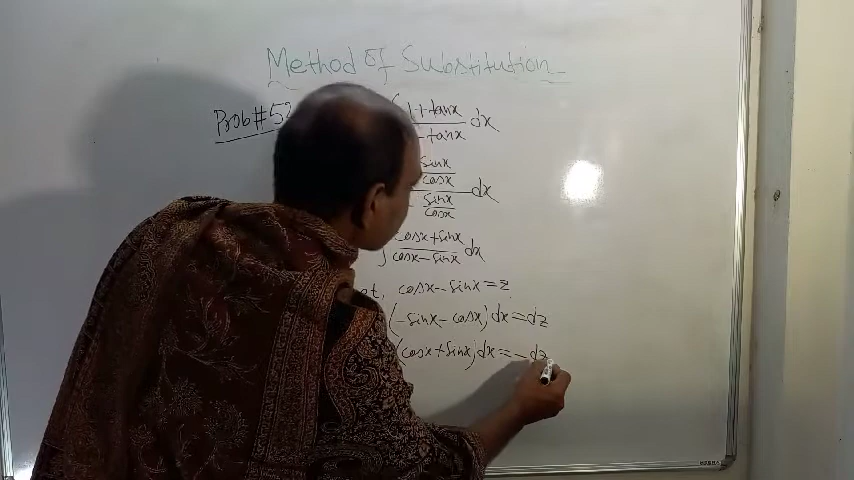 Method of Substitution
Prob#52
1+tanx dx
- tanx
sinx
cosx dx
- sinx
cosx
∫ cosx+sinx dx
cosx-sinx
et, cosx-sinx=z
(-sinx-cosx) dx=dz
(cosx+sinx)dx=-dz